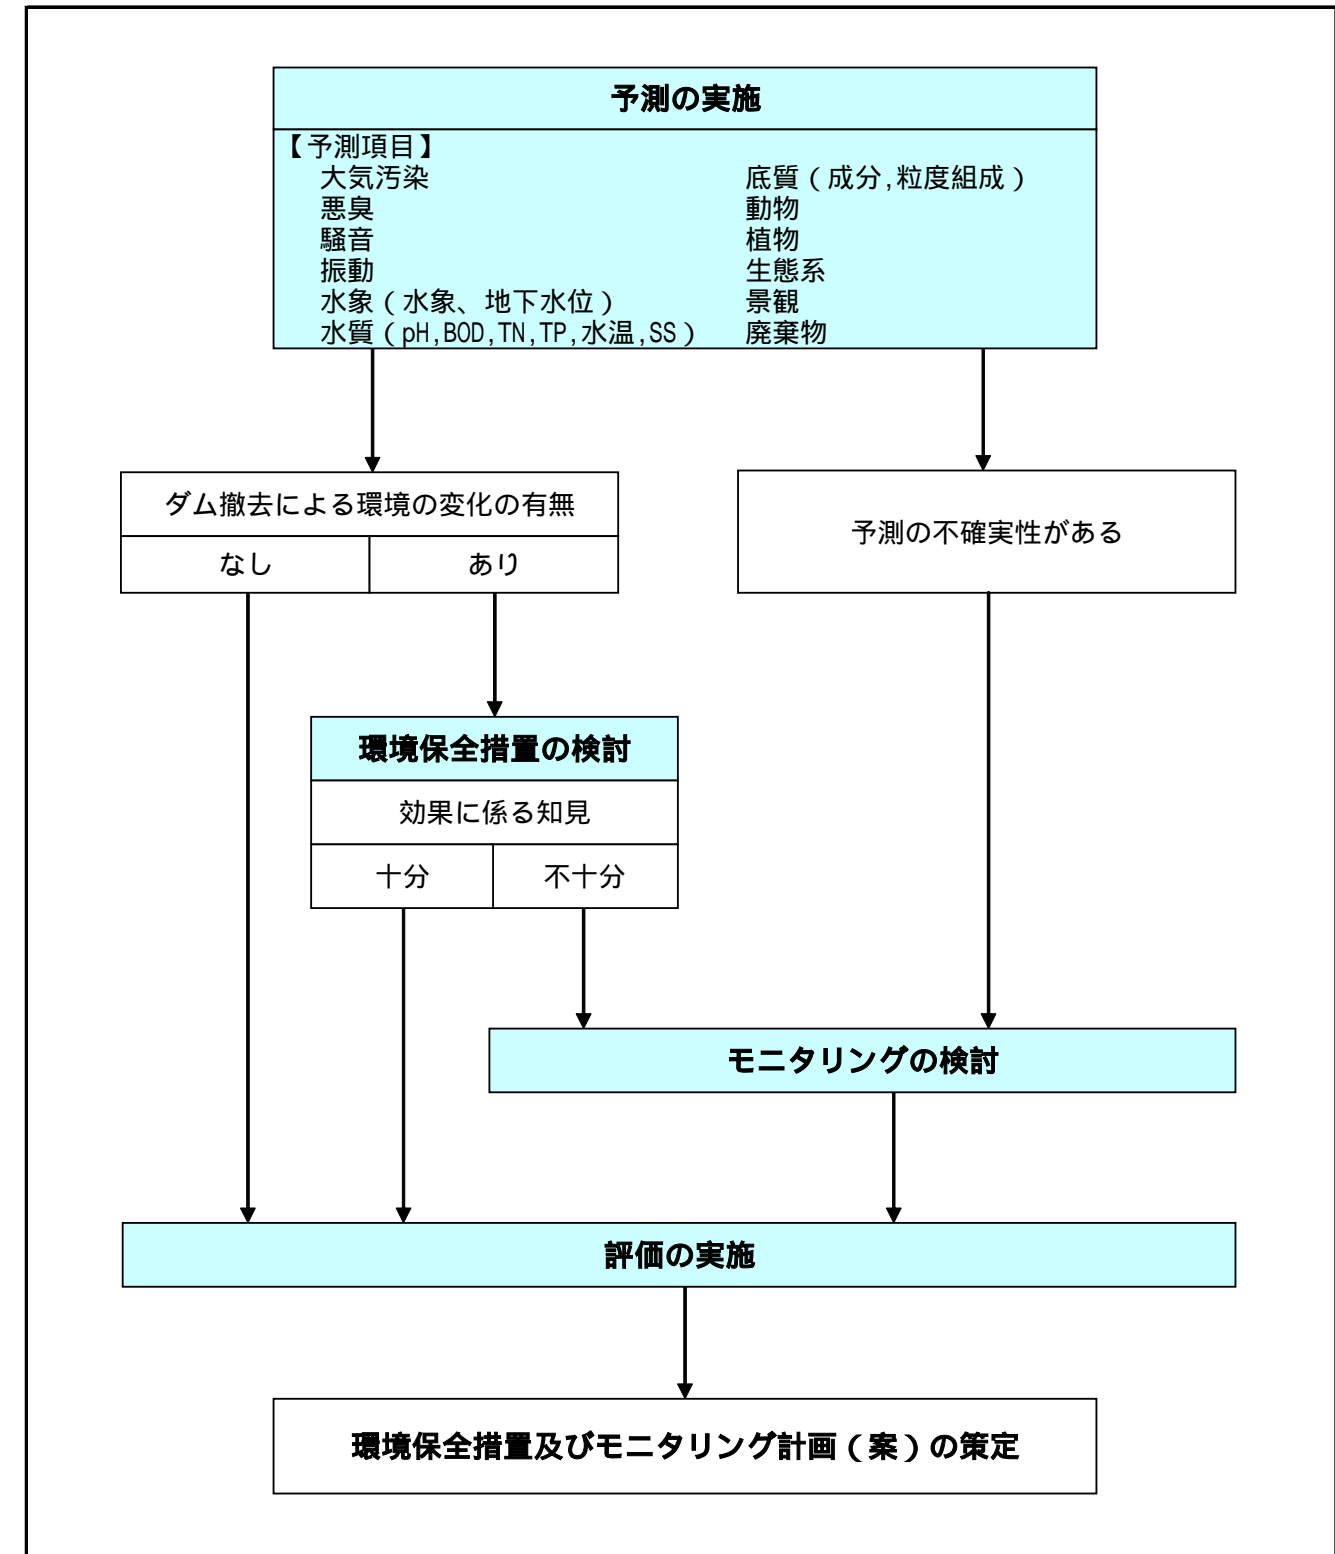 予測の実施
【予測項目】
大気汚染
悪臭
騒音
振動
水象（水象、地下水位）
水質（pH,BOD,TN,TP,水温,SS）
底質（成分,粒度組成）
動物
植物
生態系
景観
廃棄物
ダム撤去による環境の変化の有無
なし
あり
予測の不確実性がある
環境保全措置の検討
効果に係る知見
十分
不十分
モニタリングの検討
評価の実施
環境保全措置及びモニタリング計画（案）の策定